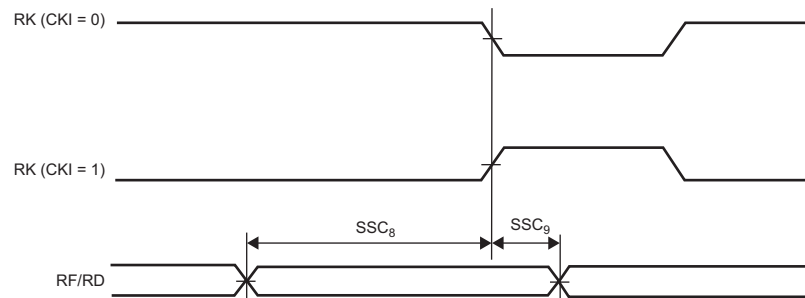 RK (CKI = 0)
RK (CKI = 1)
SSC₈
SSC₉
RF/RD